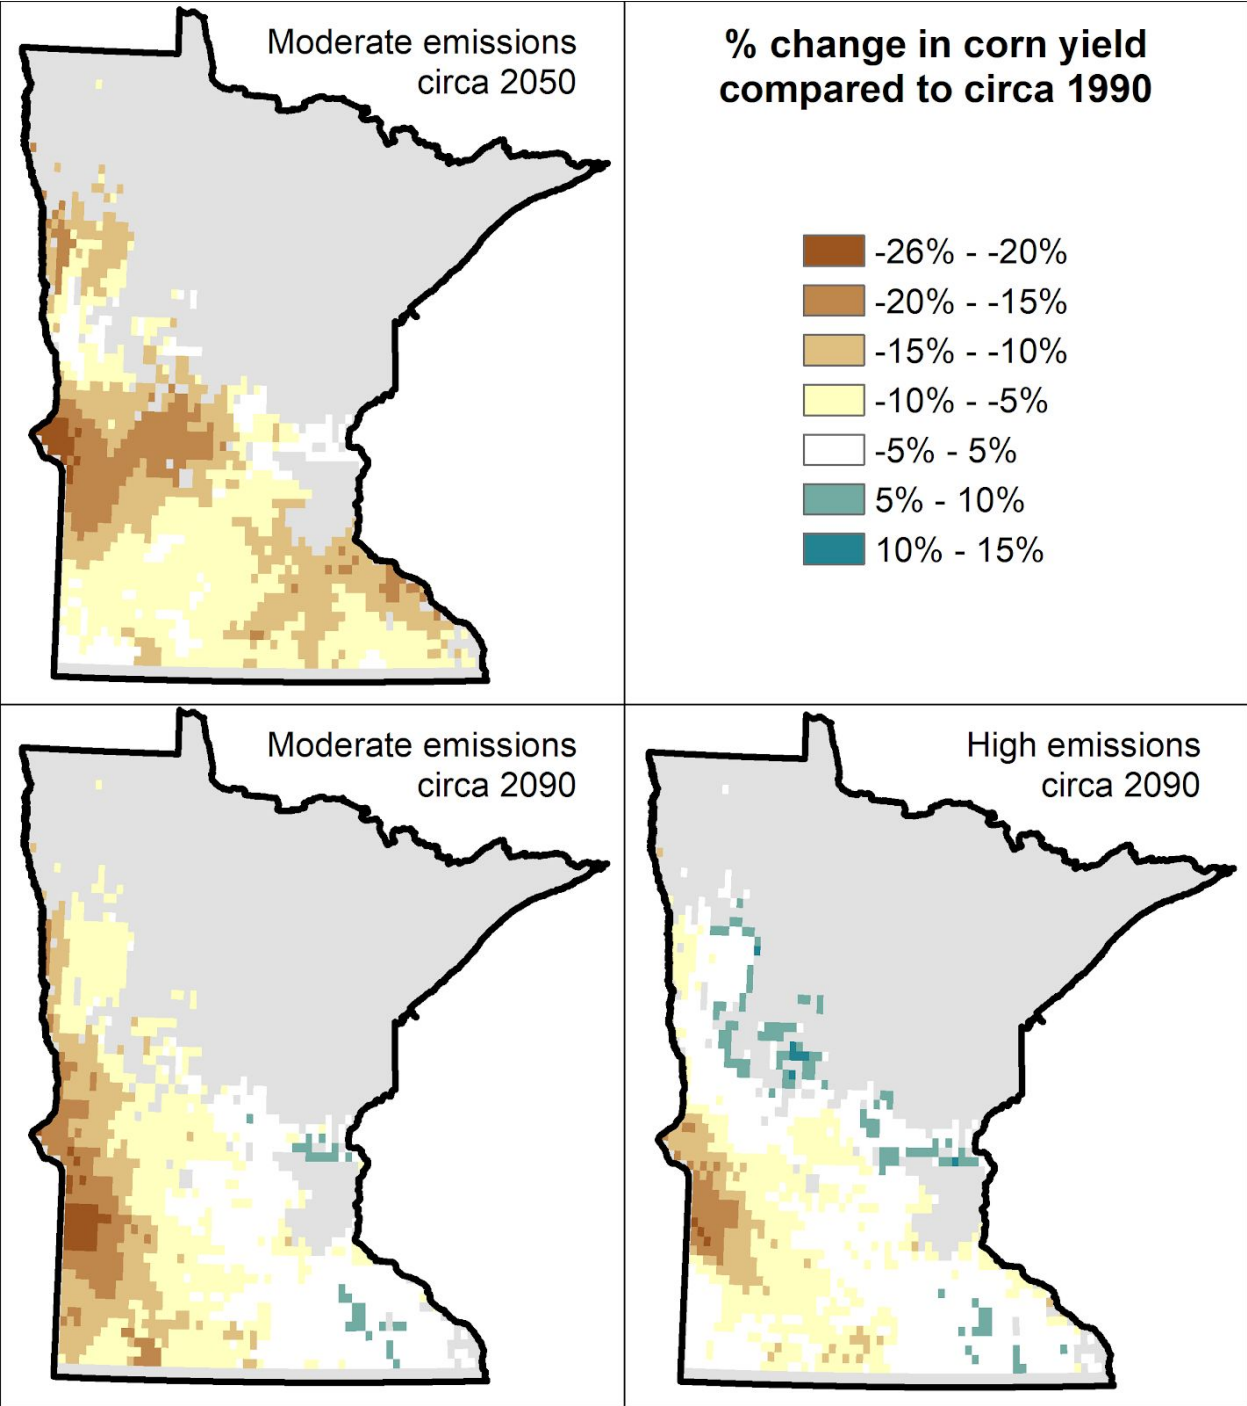 Moderate emissions
circa 2050
% change in corn yield
compared to circa 1990
-26% - -20%
-20% - -15%
-15% - -10%
-10% - -5%
-5% - 5%
5% - 10%
10% - 15%
Moderate emissions
circa 2090
High emissions
circa 2090